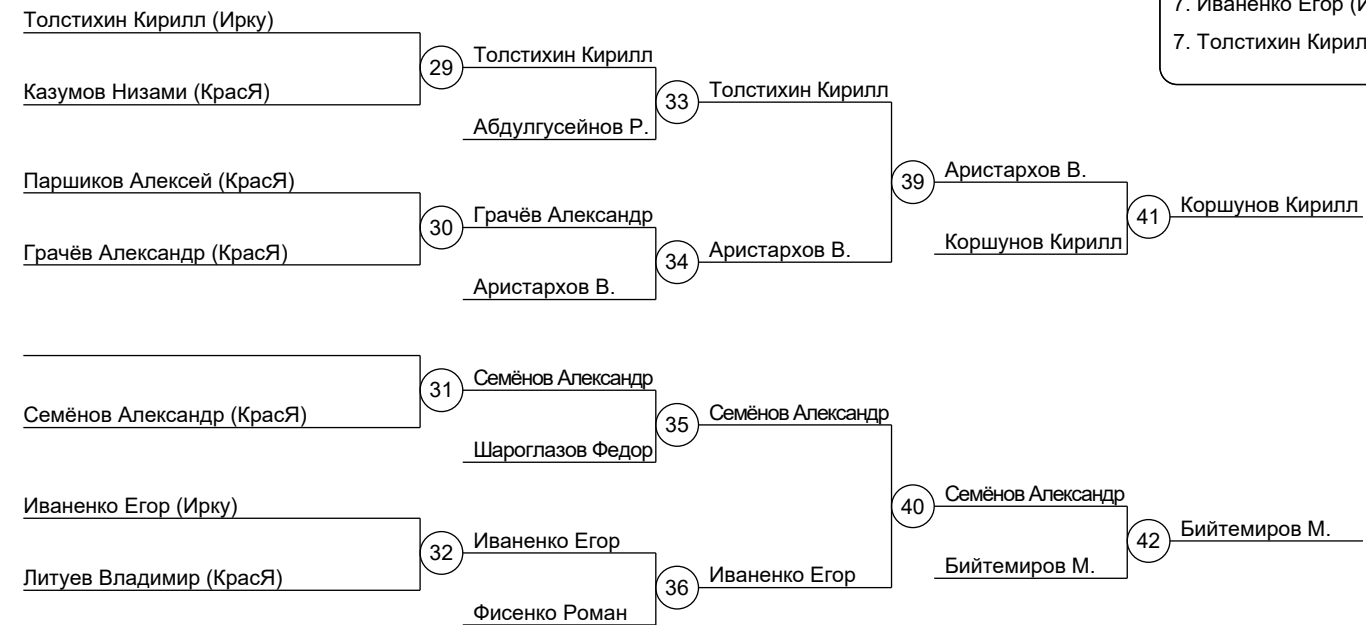 7. Иваненко Егор (И
7. Толстихин Кирил
Толстихин Кирилл (Ирку)
29
Толстихин Кирилл
Казумов Низами (КрасЯ)
33
Толстихин Кирилл
Абдулгусейнов Р.
39
Аристархов В.
Паршиков Алексей (КрасЯ)
30
Грачёв Александр
Грачёв Александр (КрасЯ)
34
Аристархов В.
Аристархов В.
Коршунов Кирилл
41
Коршунов Кирилл
31
Семёнов Александр
Семёнов Александр (КрасЯ)
35
Семёнов Александр
Шароглазов Федор
40
Семёнов Александр
Иваненко Егор (Ирку)
32
Иваненко Егор
Литуев Владимир (КрасЯ)
36
Иваненко Егор
Фисенко Роман
Бийтемиров М.
42
Бийтемиров М.